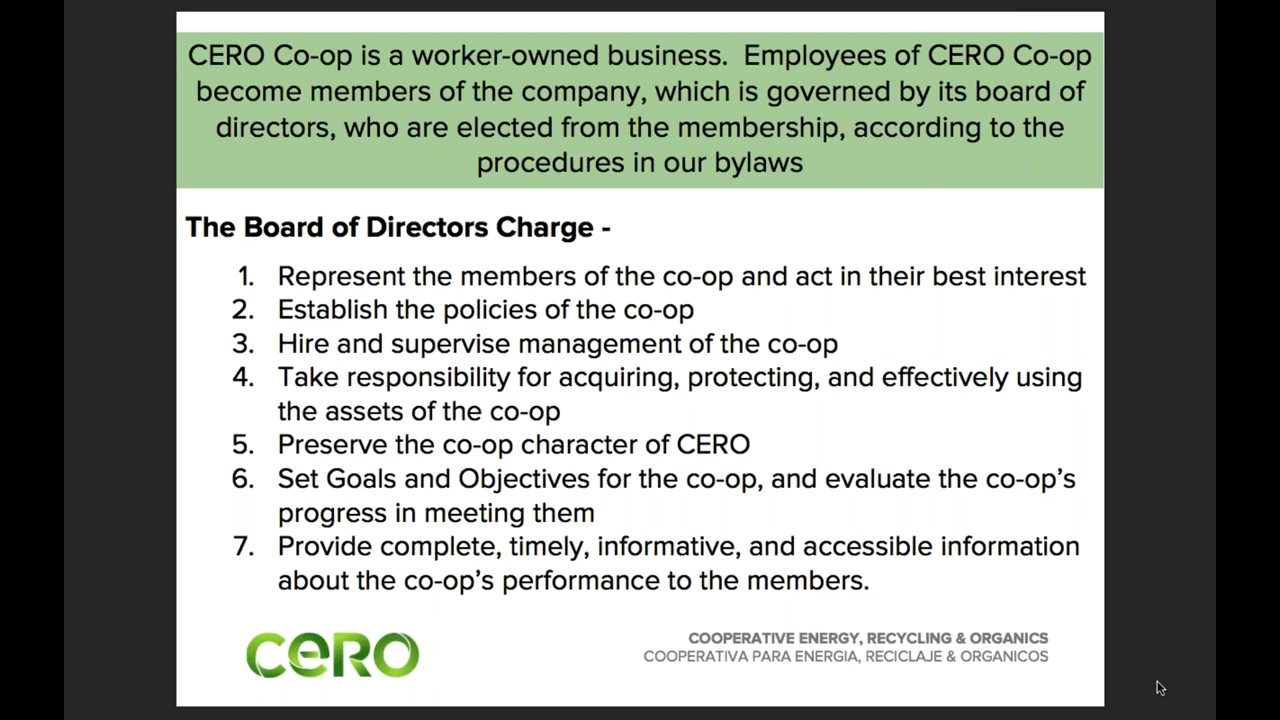 CERO Co-op is a worker-owned business.  Employees of CERO Co-op
become members of the company, which is governed by its board of
directors, who are elected from the membership, according to the
procedures in our bylaws
The Board of Directors Charge -
1. Represent the members of the co-op and act in their best interest
2. Establish the policies of the co-op
3. Hire and supervise management of the co-op
4. Take responsibility for acquiring, protecting, and effectively using
the assets of the co-op
5. Preserve the co-op character of CERO
6. Set Goals and Objectives for the co-op, and evaluate the co-op's
progress in meeting them
7. Provide complete, timely, informative, and accessible information
about the co-op's performance to the members.
CeRO
COOPERATIVE ENERGY, RECYCLING & ORGANICS
COOPERATIVA PARA ENERGIA, RECICLAJE & ORGANICOS